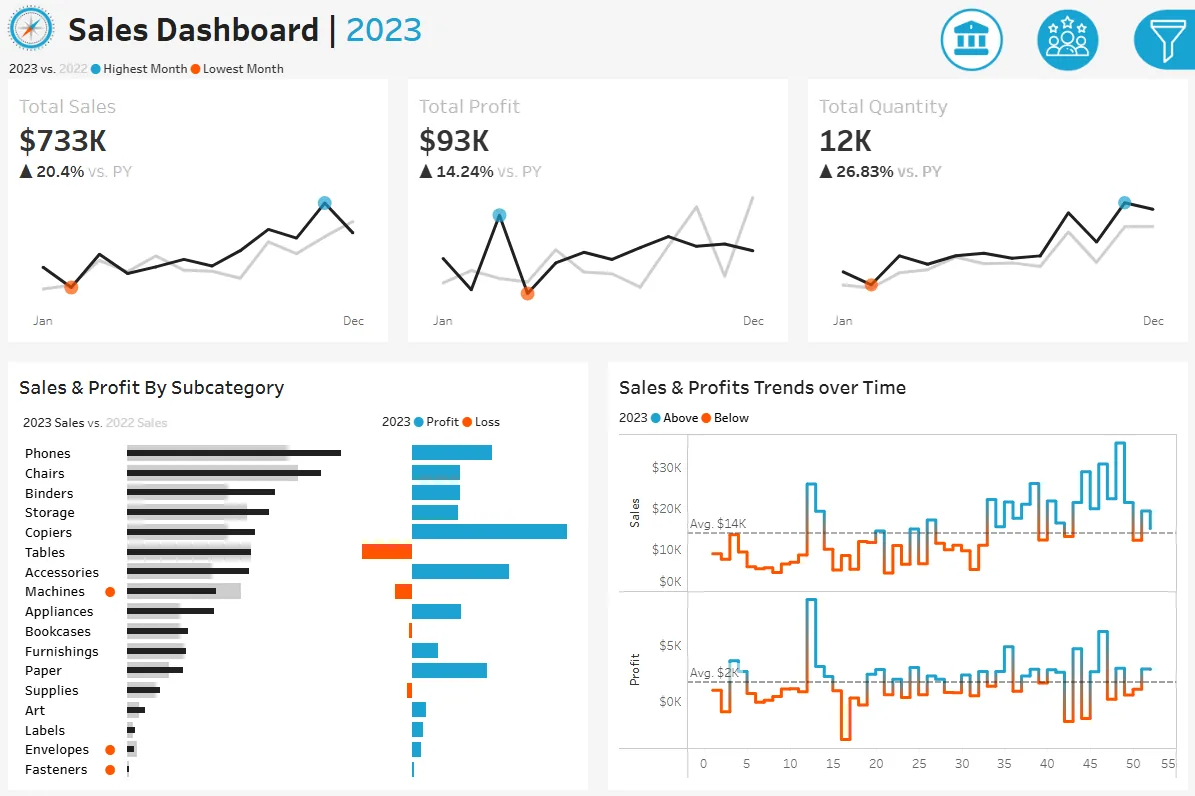 Sales Dashboard | 2023
2023 vs. 2022 Highest Month Lowest Month
Total Sales
$733K
▲ 20.4% vs. PY
Jan Dec
Total Profit
$93K
▲ 14.24% vs. PY
Jan Dec
Total Quantity
12K
▲ 26.83% vs. PY
Jan Dec
Sales & Profit By Subcategory
2023 Sales vs. 2022 Sales
2023 Profit Loss
Phones
Chairs
Binders
Storage
Copiers
Tables
Accessories
Machines
Appliances
Bookcases
Furnishings
Paper
Supplies
Art
Labels
Envelopes
Fasteners
Sales & Profits Trends over Time
2023 Above Below
Sales
$30K
$20K
Avg. $14K
$10K
$0K
Profit
$5K
Avg. $2K
$0K
0 5 10 15 20 25 30 35 40 45 50 55